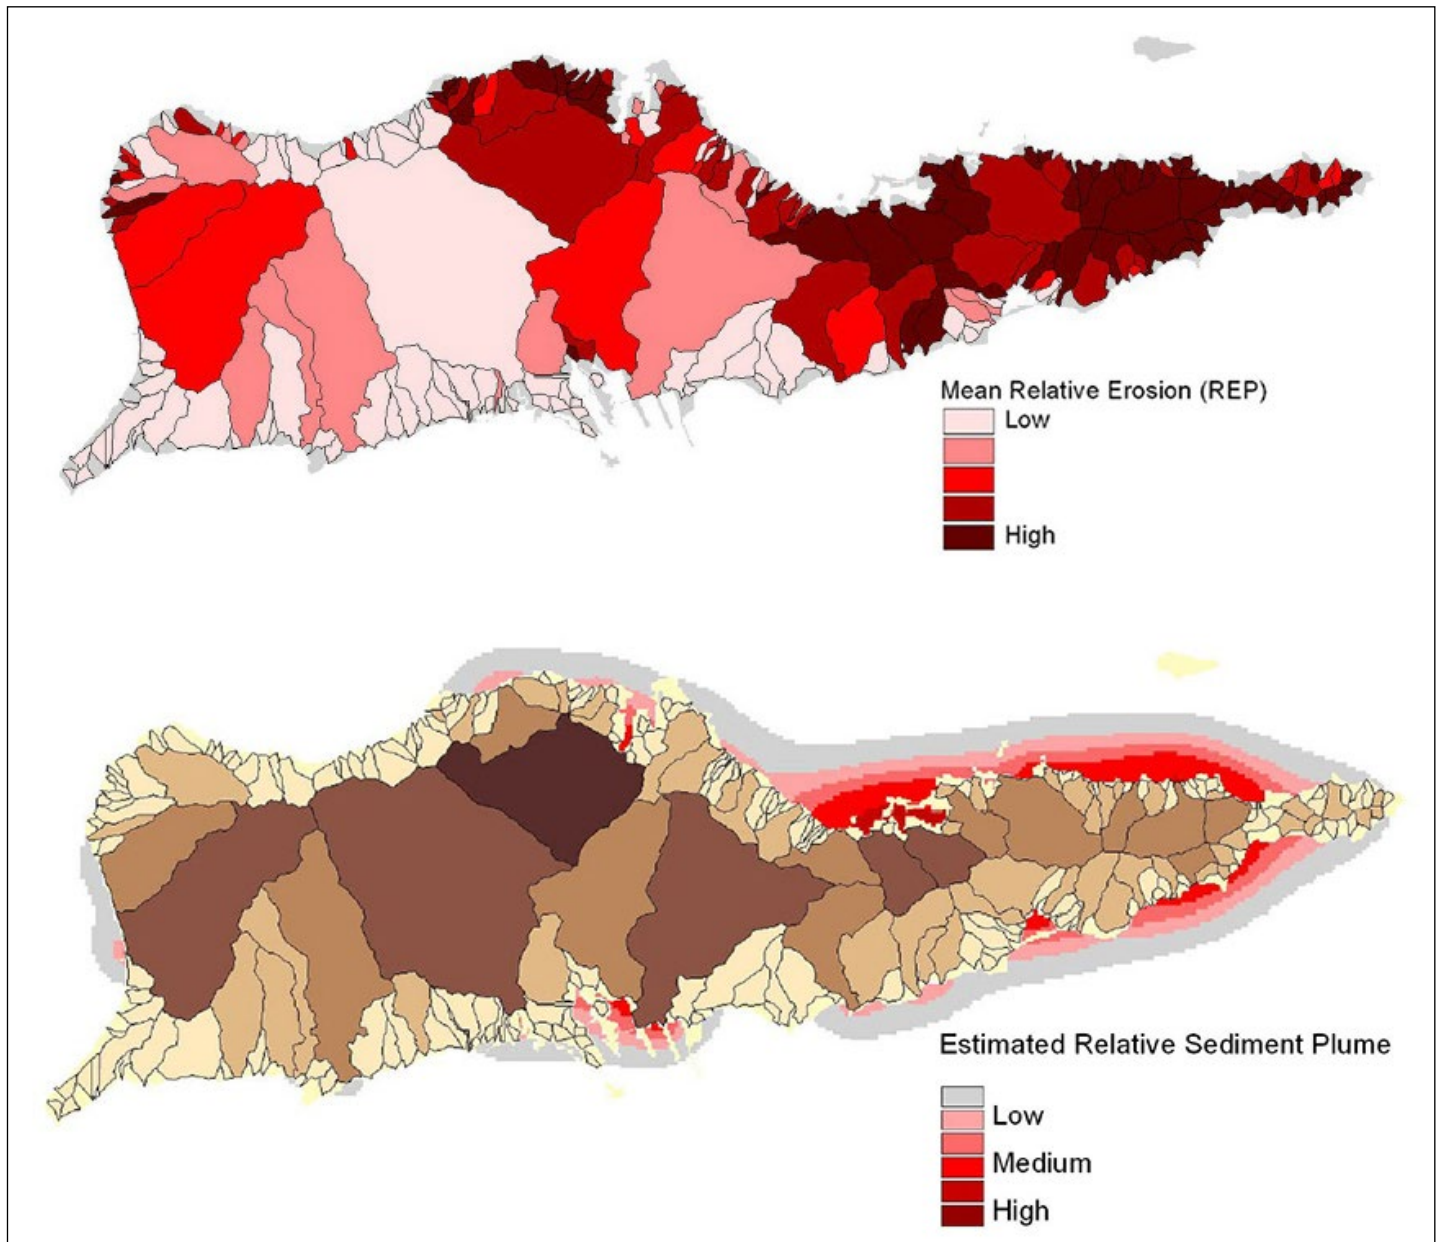 Mean Relative Erosion (REP)
Low
High
Estimated Relative Sediment Plume
Low
Medium
High